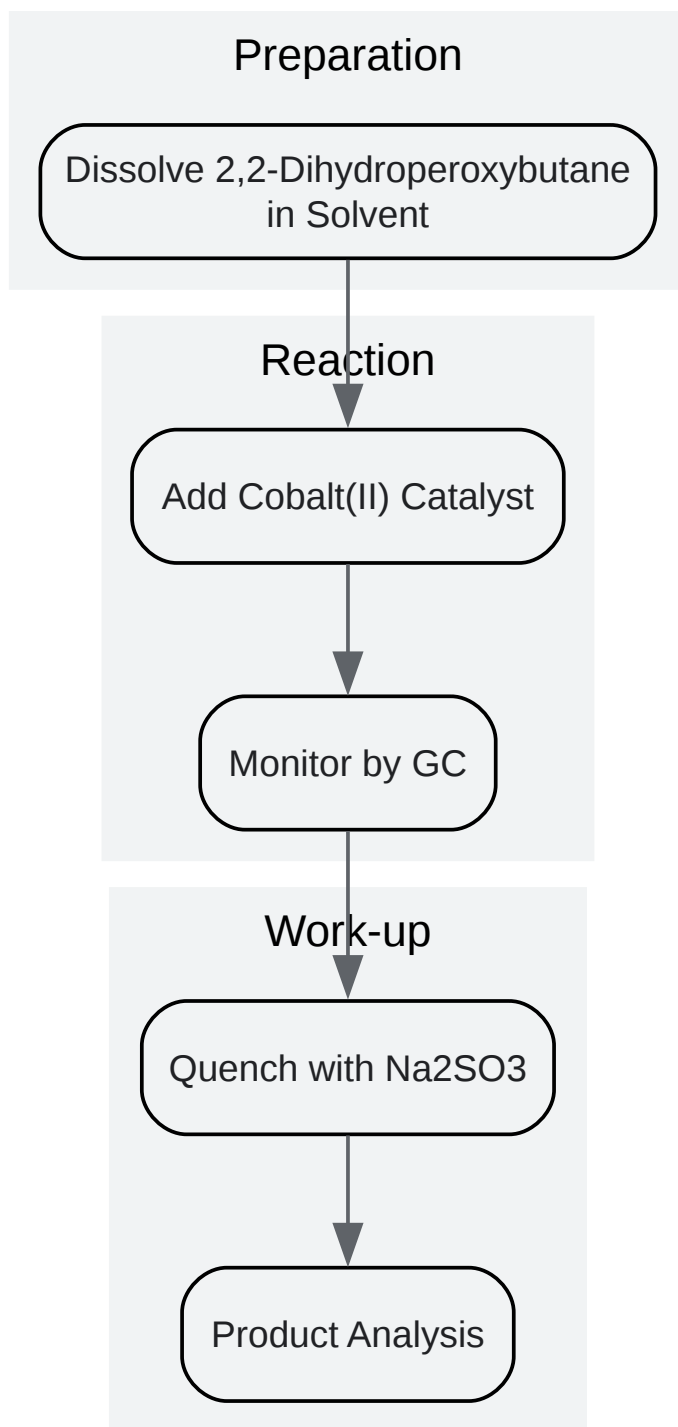 Preparation
Dissolve 2,2-Dihydroperoxybutane
in Solvent
Reaction
Add Cobalt(II) Catalyst
Monitor by GC
Work-up
Quench with Na2SO3
Product Analysis